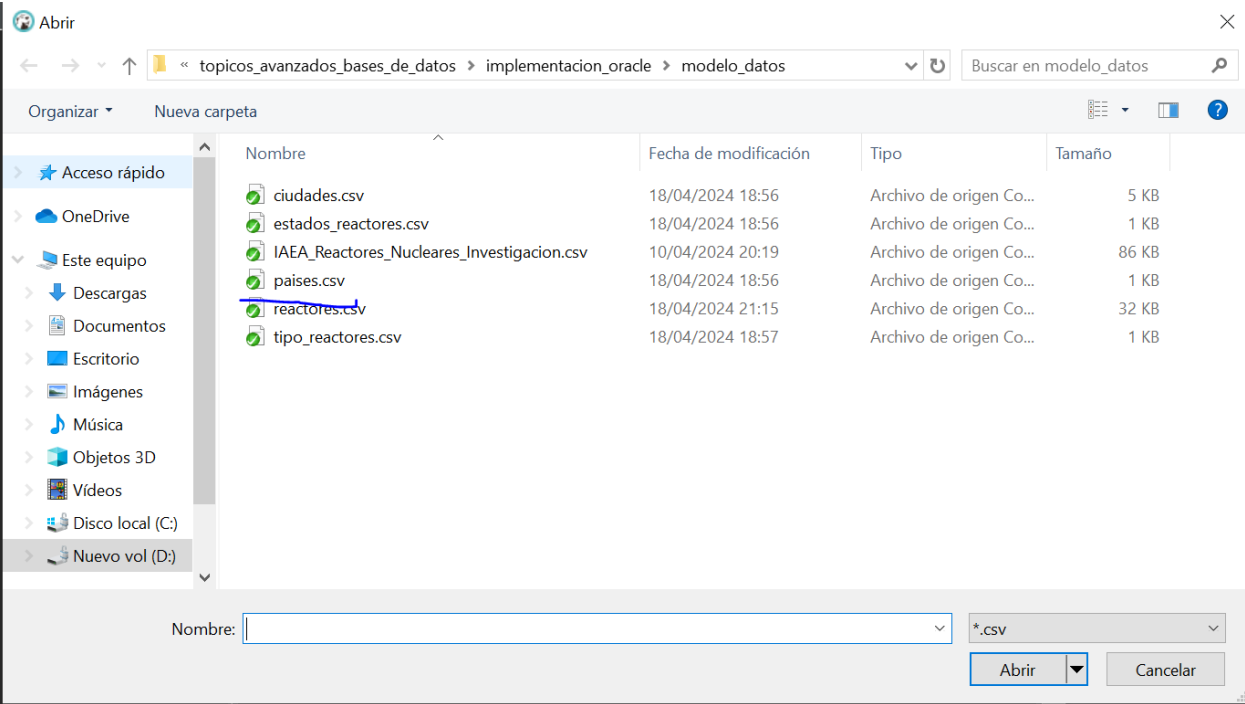 Abrir
« topicos_avanzados_bases_de_datos > implementacion_oracle > modelo_datos
Buscar en modelo_datos
Organizar
Nueva carpeta
Acceso rápido
OneDrive
Este equipo
Descargas
Documentos
Escritorio
Imágenes
Música
Objetos 3D
Vídeos
Disco local (C:)
Nuevo vol (D:)
Nombre Fecha de modificación Tipo Tamaño
ciudades.csv 18/04/2024 18:56 Archivo de origen Co... 5 KB
estados_reactores.csv 18/04/2024 18:56 Archivo de origen Co... 1 KB
IAEA_Reactores_Nucleares_Investigacion.csv 10/04/2024 20:19 Archivo de origen Co... 86 KB
paises.csv 18/04/2024 18:56 Archivo de origen Co... 1 KB
reactores.csv 18/04/2024 21:15 Archivo de origen Co... 32 KB
tipo_reactores.csv 18/04/2024 18:57 Archivo de origen Co... 1 KB
Nombre:
*.csv
Abrir
Cancelar